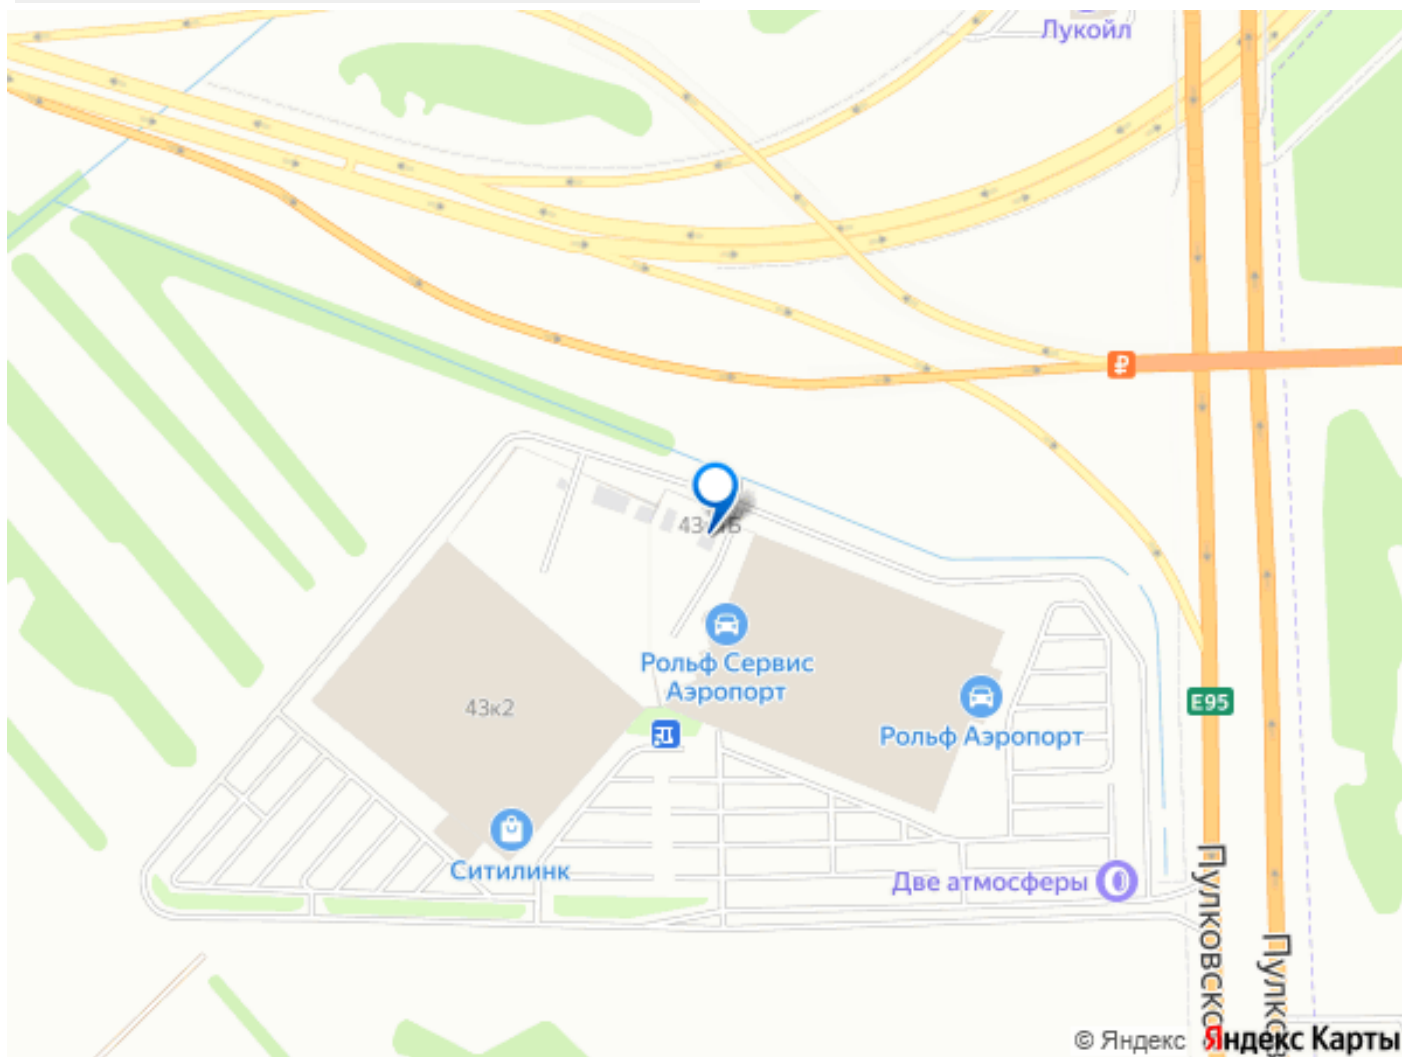 Лукойл
₽
Рольф Сервис
Аэропорт
43к2
E95
Рольф Аэропорт
Ситилинк
Две атмосферы
© Яндекс Яндекс Карты